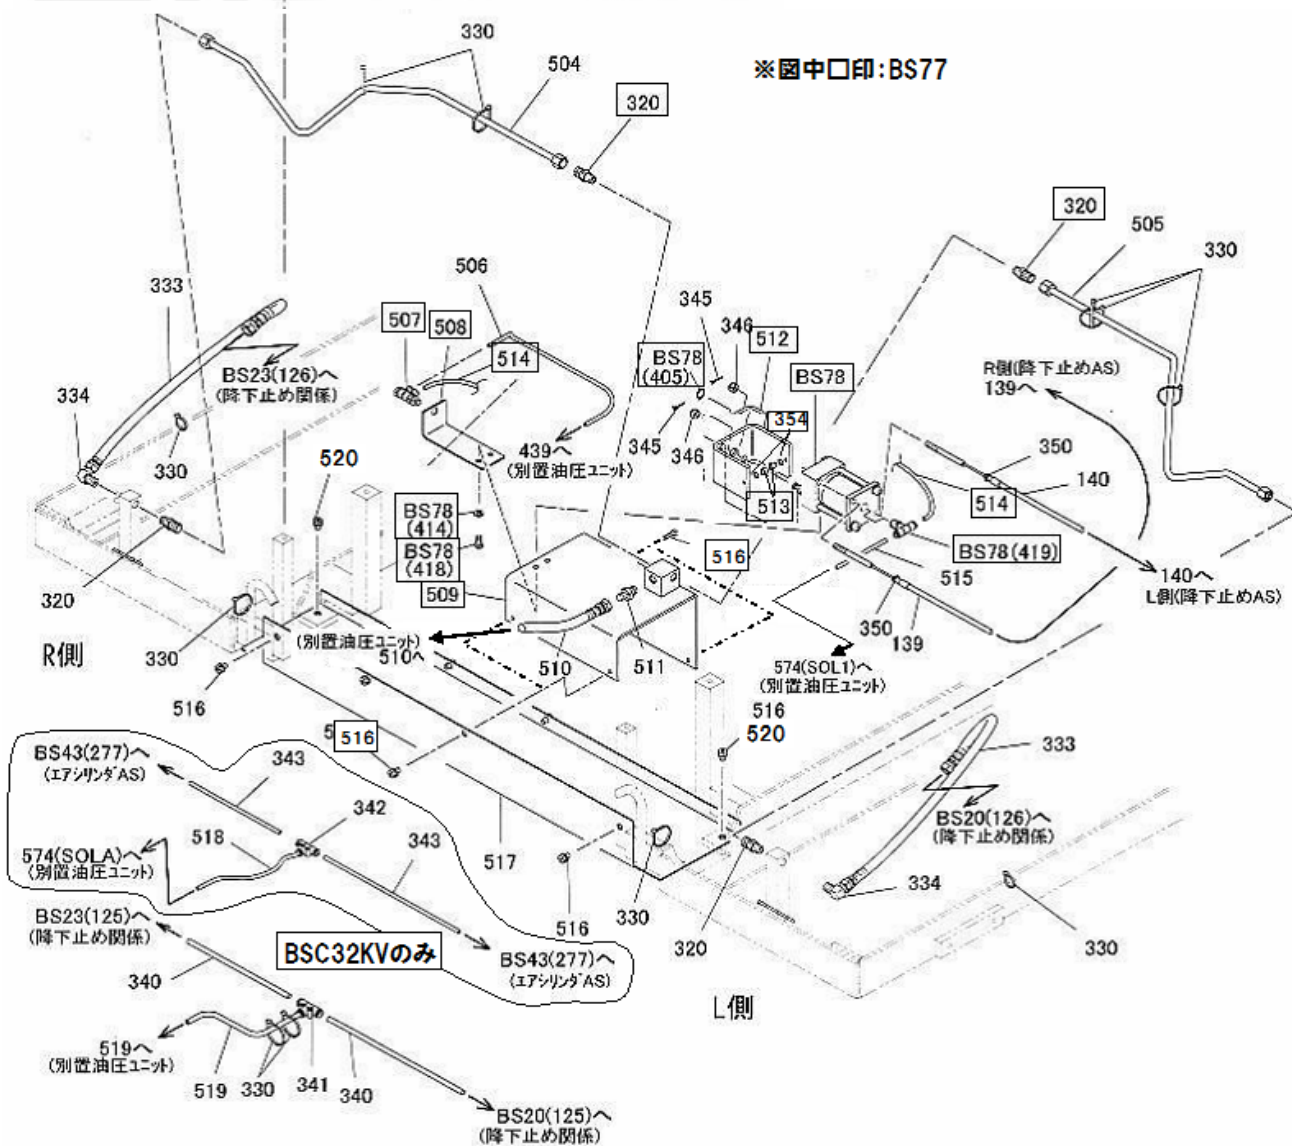 330
504
※図中□印:BS77
320
320
505
330
506
333
345
346
507
508
512
514
BS78
(405)
BS78
R側(降下止めAS)
139へ
BS23(126)へ
(降下止め関係)
334
354
345
346
439へ
(別置油圧ユニット)
330
520
350
140
513
514
BS78
(414)
BS78
(418)
516
BS78(419)
509
515
140へ
L側(降下止めAS)
320
R側
(別置油圧ユニット)
510へ
330
510
511
350
139
574(SOL1)へ
(別置油圧ユニット)
516
516
520
516
333
BS43(277)へ
(エアシリンダAS)
343
342
BS20(126)へ
(降下止め関係)
518
343
574(SOLA)へ
(別置油圧ユニット)
517
334
330
516
320
330
BS23(125)へ
(降下止め関係)
BSC32KVのみ
BS43(277)へ
(エアシリンダAS)
340
L側
519へ
(別置油圧ユニット)
519
330
341
340
BS20(125)へ
(降下止め関係)